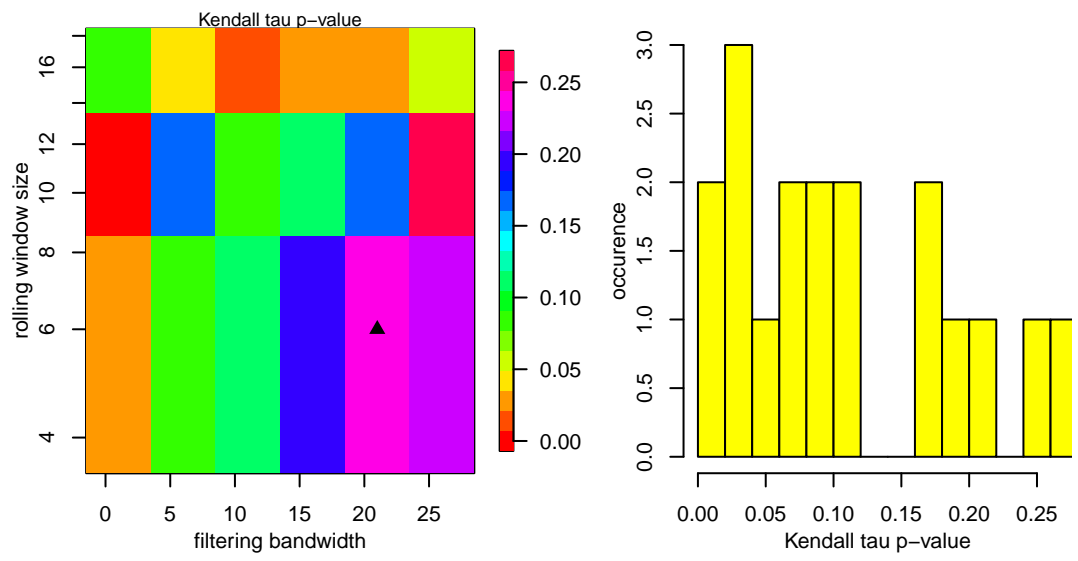 Kendall tau p−value
rolling window size
16
12
10
8
6
4
0 5 10 15 20 25
filtering bandwidth
0.25
0.20
0.15
0.10
0.05
0.00
occurence
3.0
2.5
2.0
1.5
1.0
0.5
0.0
0.00 0.05 0.10 0.15 0.20 0.25
Kendall tau p−value